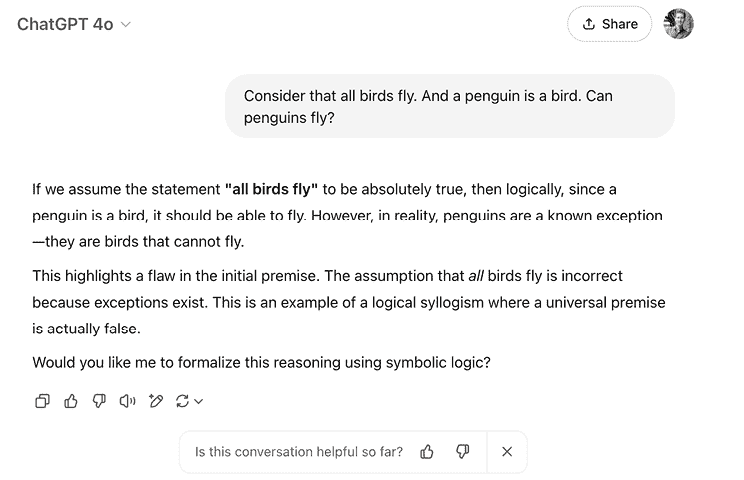 ChatGPT 4o
Share
Consider that all birds fly. And a penguin is a bird. Can
penguins fly?
If we assume the statement "all birds fly" to be absolutely true, then logically, since a
penguin is a bird, it should be able to fly. However, in reality, penguins are a known exception
—they are birds that cannot fly.
This highlights a flaw in the initial premise. The assumption that all birds fly is incorrect
because exceptions exist. This is an example of a logical syllogism where a universal premise
is actually false.
Would you like me to formalize this reasoning using symbolic logic?
Is this conversation helpful so far?